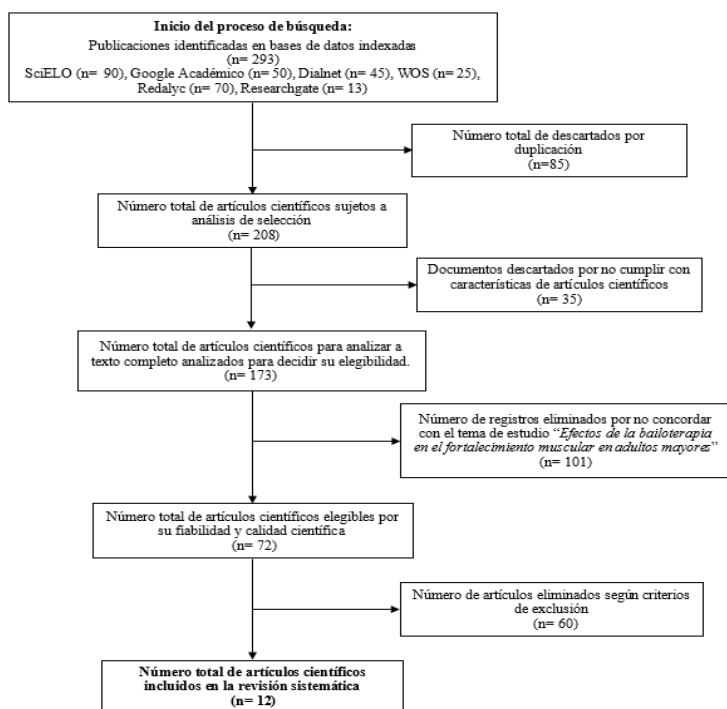 Inicio del proceso de búsqueda:
Publicaciones identificadas en bases de datos indexadas
(n= 293)
SciELO (n= 90), Google Académico (n= 50), Dialnet (n= 45), WOS (n= 25),
Redalyc (n= 70), Researchgate (n= 13)
Número total de descartados por
duplicación
(n=85)
Número total de artículos científicos sujetos a
análisis de selección
(n= 208)
Documentos descartados por no cumplir con
características de artículos científicos
(n= 35)
Número total de artículos científicos para analizar a
texto completo analizados para decidir su elegibilidad.
(n= 173)
Número de registros eliminados por no concordar
con el tema de estudio “Efectos de la bailoterapia
en el fortalecimiento muscular en adultos mayores”
(n= 101)
Número total de artículos científicos elegibles por
su fiabilidad y calidad científica
(n= 72)
Número de artículos eliminados según criterios
de exclusión
(n= 60)
Número total de artículos científicos
incluidos en la revisión sistemática
(n= 12)